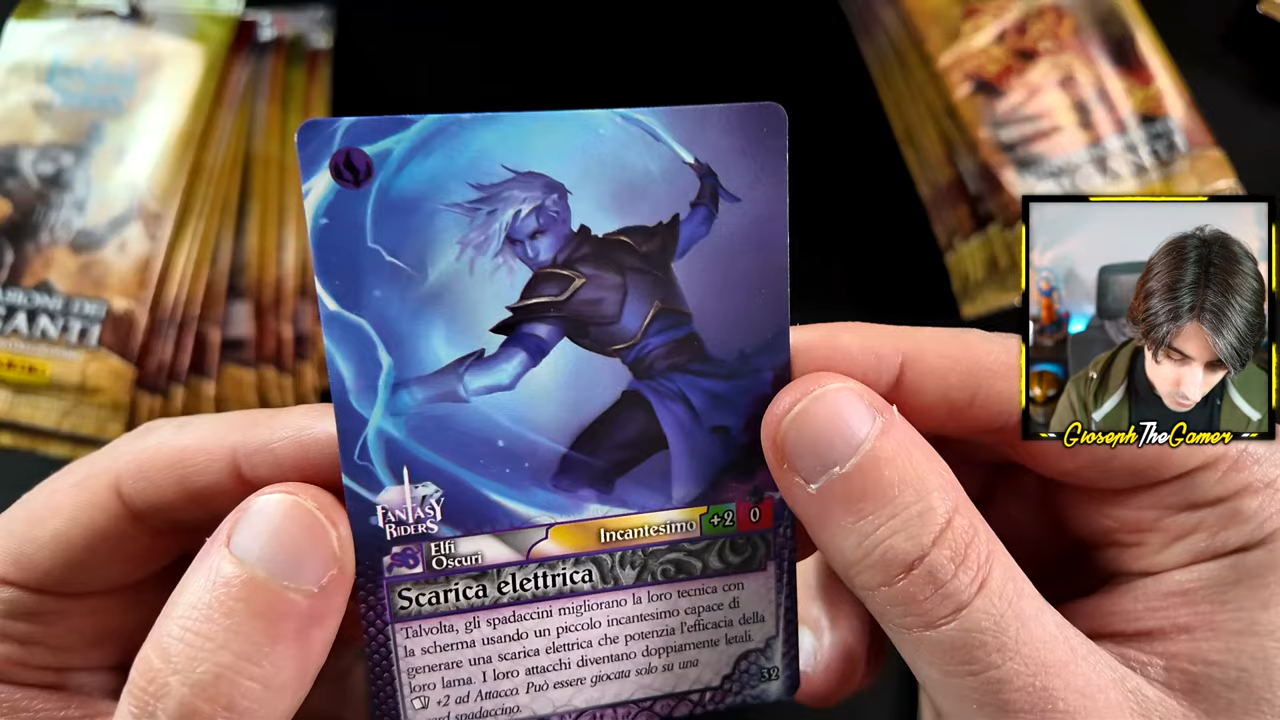 FANTASY
RIDERS
Elfi
Oscuri
Incantesimo
+2
0
Scarica elettrica
Talvolta, gli spadaccini migliorano la loro tecnica con
la scherma usando un piccolo incantesimo capace di
generare una scarica elettrica che potenzia l'efficacia della
loro lama. I loro attacchi diventano doppiamente letali.
+2 ad Attacco. Può essere giocata solo su una
spadaccino.
32
GiosephTheGamer